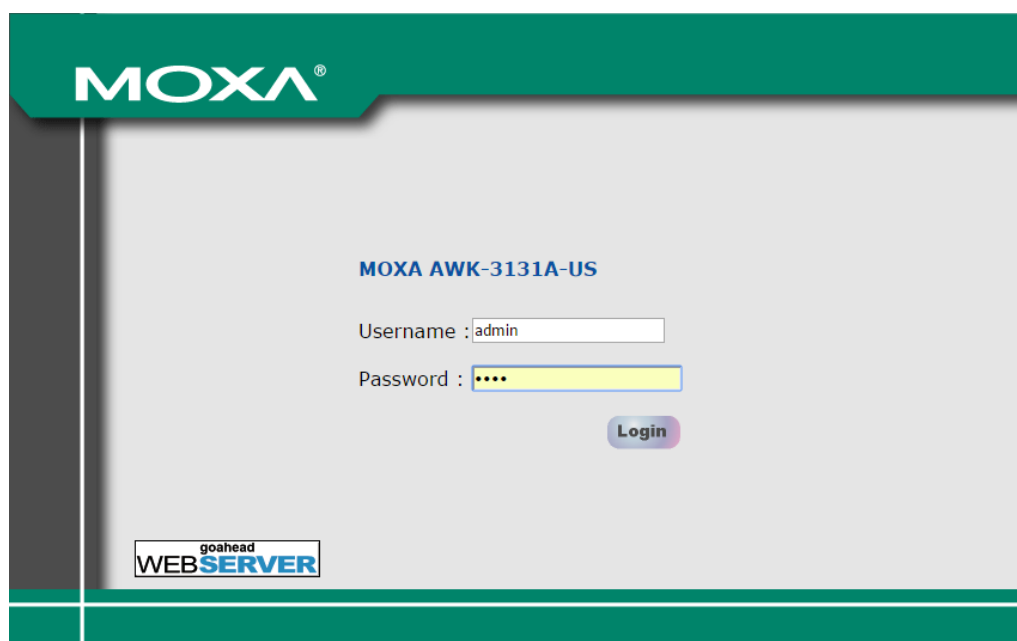 MOXA®
MOXA AWK-3131A-US
Username : admin
Password : ••••
Login
goahead
WEBSERVER